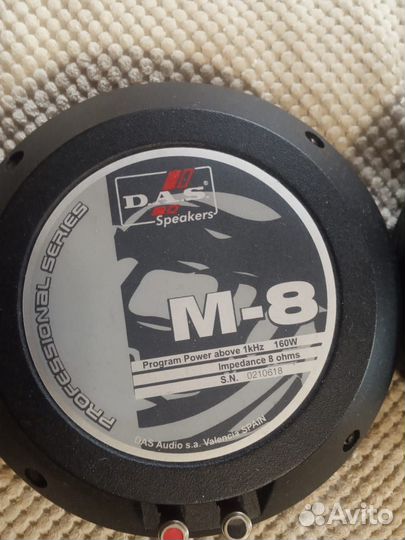 D.A.S.
Speakers
PROFESSIONAL SERIES
M-8
Program Power above 1kHz 160W
Impedance 8 ohms
S.N. 0210618
DAS Audio s.a. Valencia SPAIN
Avito